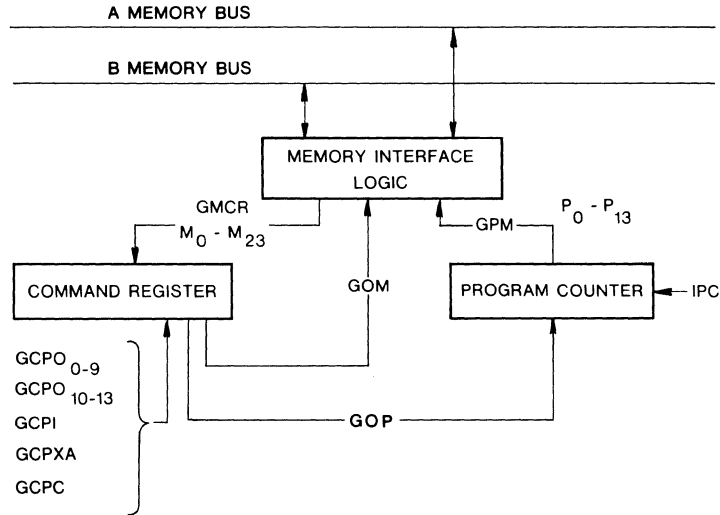 A MEMORY BUS
B MEMORY BUS
MEMORY INTERFACE
LOGIC
GMCR
M0 - M23
P0 - P13
GPM
COMMAND REGISTER
GOM
PROGRAM COUNTER
IPC
GCPO0-9
GCPO10-13
GCPI
GCPXA
GCPC
GOP